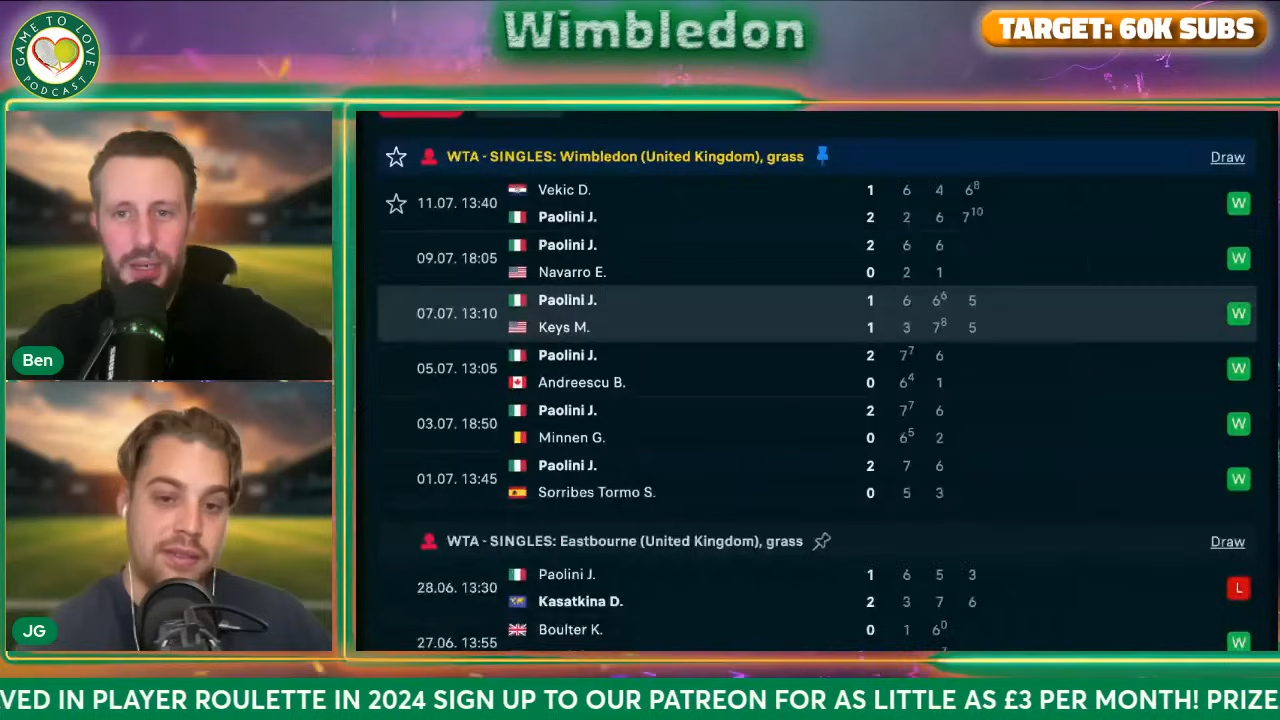 GAME TO LOVE
PODCAST
Wimbledon
TARGET: 60K SUBS
Ben
JG
WTA - SINGLES: Wimbledon (United Kingdom), grass
Draw
11.07. 13:40
Vekic D. 1 6 4 6⁸
Paolini J. 2 2 6 7¹⁰
W
09.07. 18:05
Paolini J. 2 6 6
Navarro E. 0 2 1
W
07.07. 13:10
Paolini J. 1 6 6⁶ 5
Keys M. 1 3 7⁸ 5
W
05.07. 13:05
Paolini J. 2 7⁷ 6
Andreescu B. 0 6⁴ 1
W
03.07. 18:50
Paolini J. 2 7⁷ 6
Minnen G. 0 6⁵ 2
W
01.07. 13:45
Paolini J. 2 7 6
Sorribes Tormo S. 0 5 3
W
WTA - SINGLES: Eastbourne (United Kingdom), grass
Draw
28.06. 13:30
Paolini J. 1 6 5 3
Kasatkina D. 2 3 7 6
L
27.06. 13:55
Boulter K. 0 1 6⁰
W
VED IN PLAYER ROULETTE IN 2024 SIGN UP TO OUR PATREON FOR AS LITTLE AS £3 PER MONTH! PRIZE